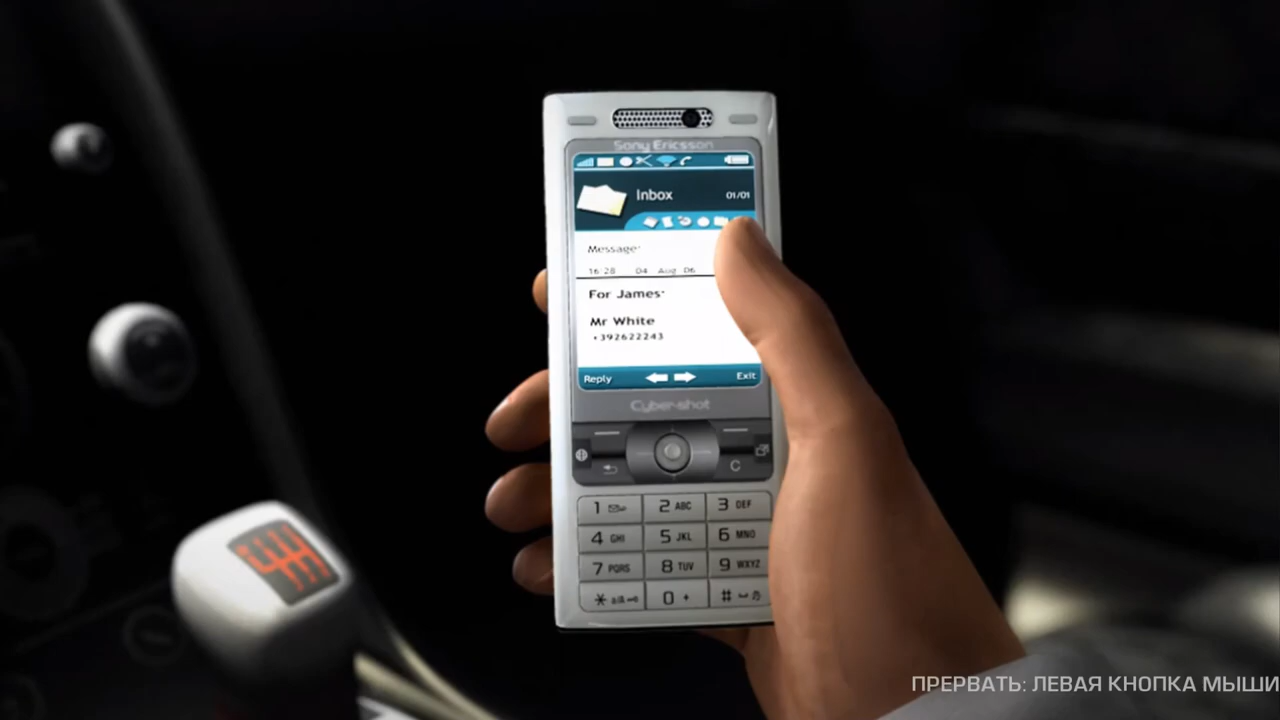 Sony Ericsson
Inbox
01/01
Message:
16:28 04 Aug 06
For James:
Mr White
+392622243
Reply
Exit
Cyber-shot
C
1
2 ABC
3 DEF
4 GHI
5 JKL
6 MNO
7 PQRS
8 TUV
9 WXYZ
* a/A
0 +
#
ПРЕРВАТЬ: ЛЕВАЯ КНОПКА МЫШИ